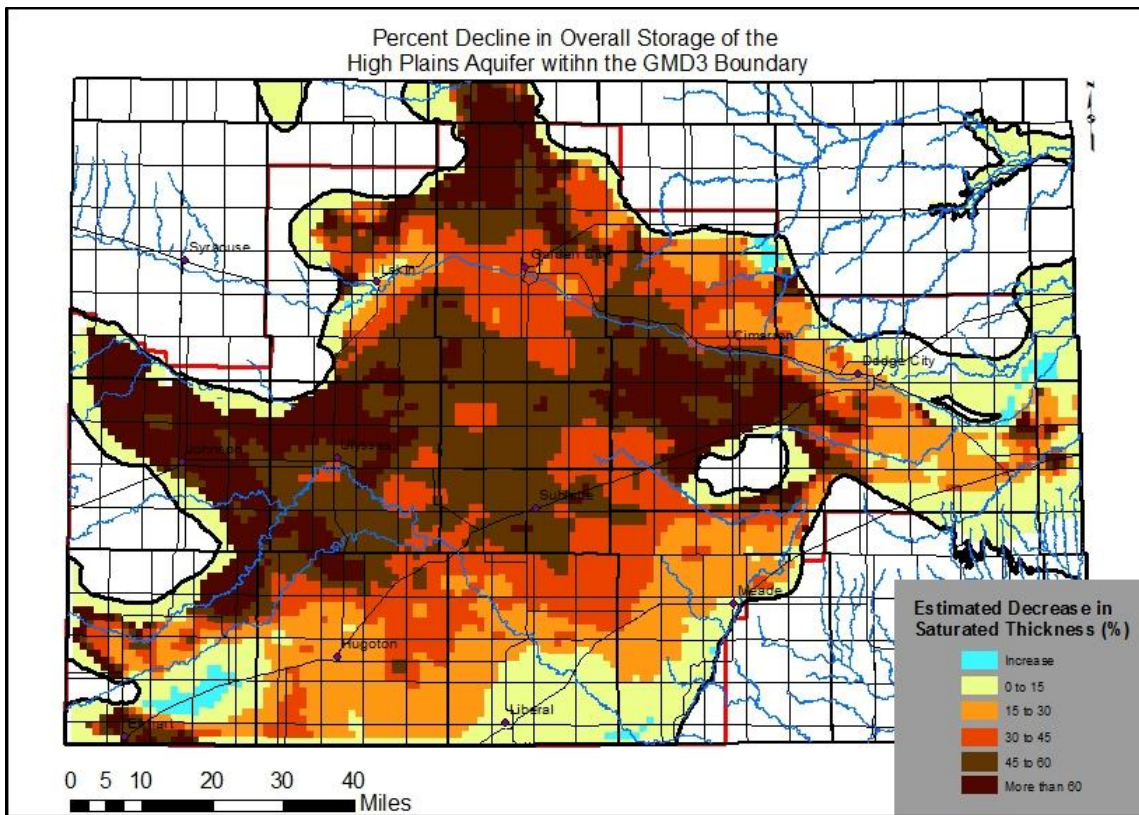 Percent Decline in Overall Storage of the
High Plains Aquifer witihn the GMD3 Boundary
N
Syracuse
Lakin
Garden City
Cimarron
Dodge City
Johnson
Ulysses
Sublette
Meade
Hugoton
Liberal
Estimated Decrease in
Saturated Thickness (%)
Increase
0 to 15
15 to 30
30 to 45
45 to 60
More than 60
0 5 10 20 30 40
Miles